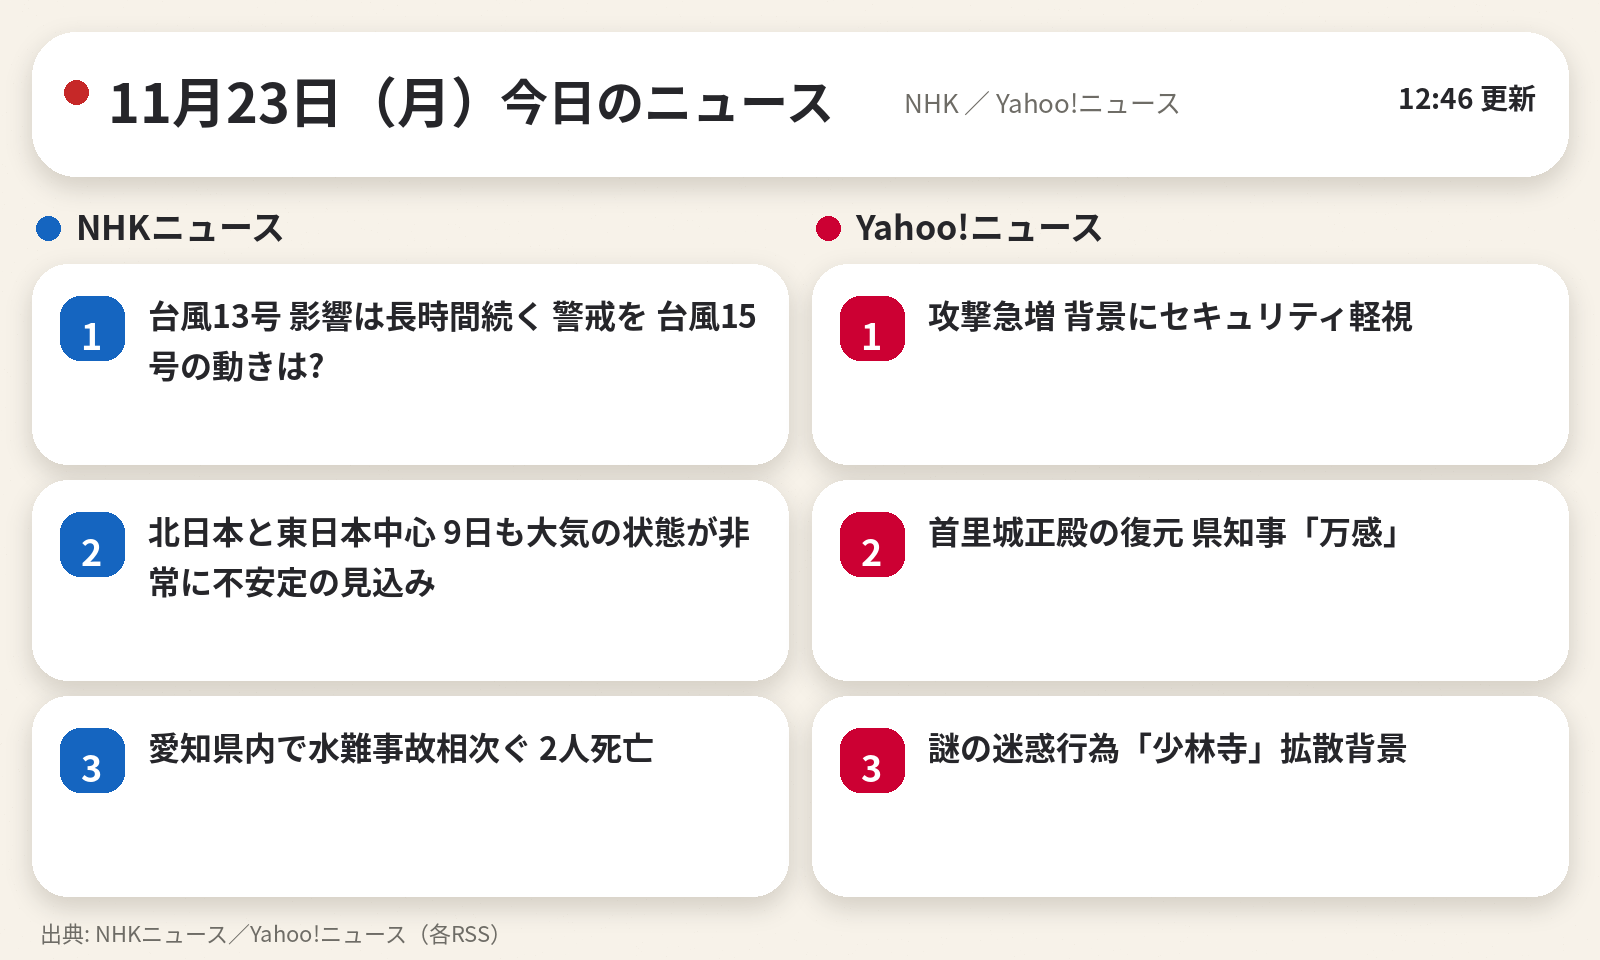 11月23日（月）今日のニュース
NHK ／ Yahoo!ニュース
12:46 更新
NHKニュース
1
台風13号 影響は長時間続く 警戒を 台風15
号の動きは?
2
北日本と東日本中心 9日も大気の状態が非
常に不安定の見込み
3
愛知県内で水難事故相次ぐ 2人死亡
Yahoo!ニュース
1
攻撃急増 背景にセキュリティ軽視
2
首里城正殿の復元 県知事「万感」
3
謎の迷惑行為「少林寺」拡散背景
出典: NHKニュース／Yahoo!ニュース（各RSS）